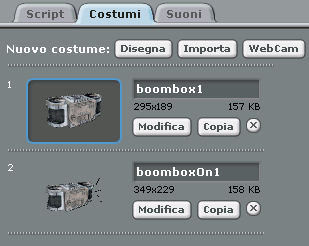 Script Costumi Suoni
Nuovo costume: Disegna Importa WebCam
1
boombox1
295x189 157 KB
Modifica Copia
2
boomboxOn1
349x229 158 KB
Modifica Copia